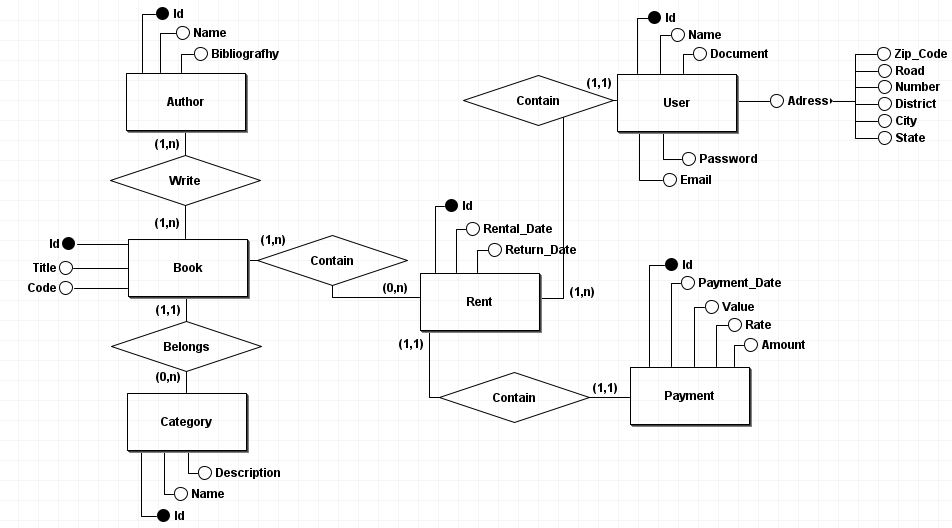 Id
Name
Bibliografhy
Author
(1,n)
Write
(1,n)
Id
Title
Code
Book
(1,1)
Belongs
(0,n)
Category
Description
Name
Id
(1,n)
Contain
(0,n)
Id
Rental_Date
Return_Date
Rent
(1,n)
(1,1)
Contain
(1,1)
Id
Name
Document
User
Password
Email
Adress
Zip_Code
Road
Number
District
City
State
Contain
(1,1)
Id
Payment_Date
Value
Rate
Amount
Payment